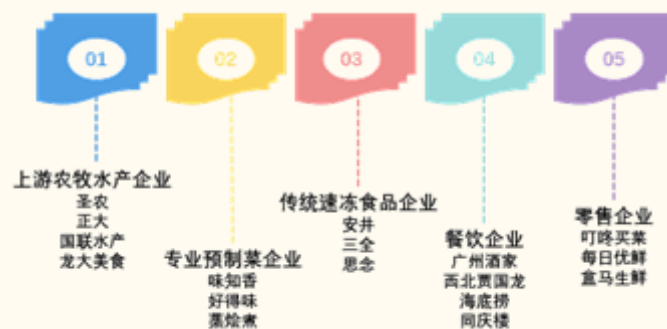 01
上游农牧水产企业
圣农
正大
国联水产
龙大美食
02
专业预制菜企业
味知香
好得味
蒸烩煮
03
传统速冻食品企业
安井
三全
思念
04
餐饮企业
广州酒家
西北贾国龙
海底捞
同庆楼
05
零售企业
叮咚买菜
每日优鲜
盒马生鲜